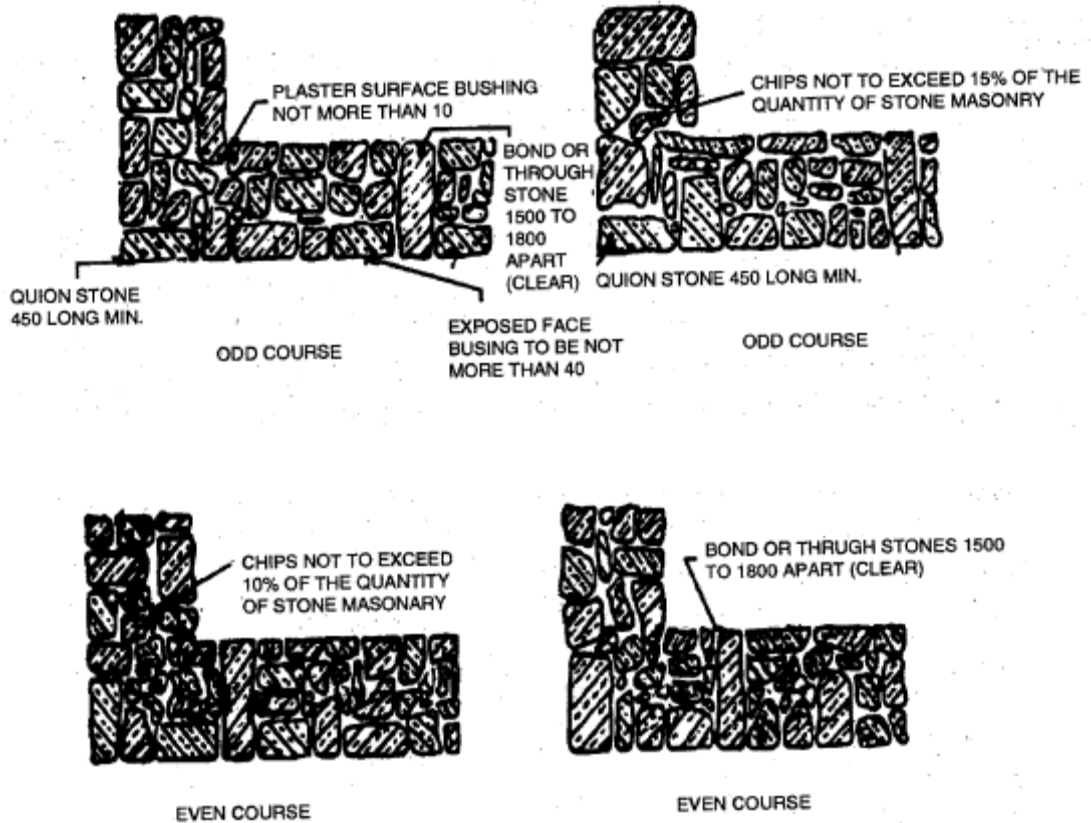 PLASTER SURFACE BUSHING
NOT MORE THAN 10
CHIPS NOT TO EXCEED 15% OF THE
QUANTITY OF STONE MASONRY
BOND OR
THROUGH
STONE
1500 TO
1800
APART
(CLEAR)
QUION STONE
450 LONG MIN.
QUION STONE 450 LONG MIN.
EXPOSED FACE
BUSING TO BE NOT
MORE THAN 40
ODD COURSE
ODD COURSE
CHIPS NOT TO EXCEED
10% OF THE QUANTITY
OF STONE MASONARY
BOND OR THRUGH STONES 1500
TO 1800 APART (CLEAR)
EVEN COURSE
EVEN COURSE